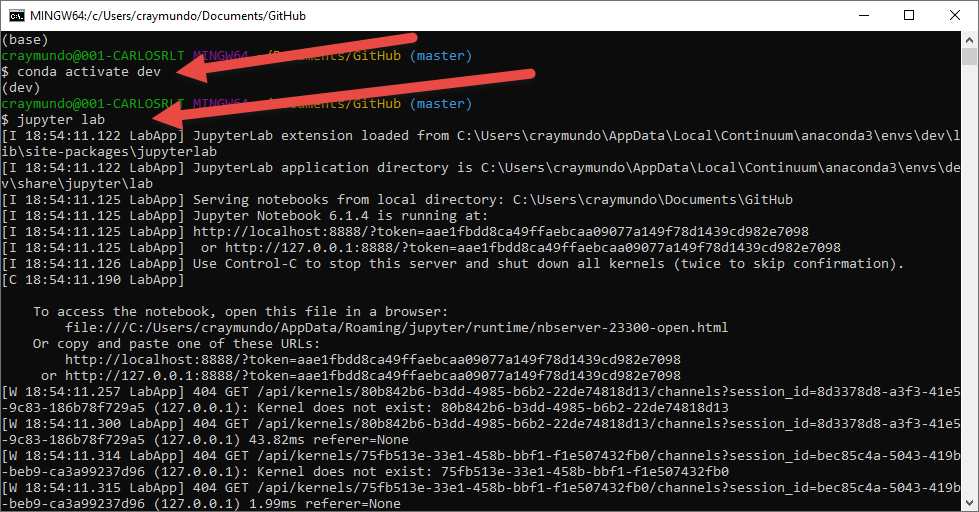 MINGW64:/c/Users/craymundo/Documents/GitHub
(base)
craymundo@001-CARLOSRLT MINGW64 ~/Documents/GitHub (master)
$ conda activate dev
(dev)
craymundo@001-CARLOSRLT MINGW64 ~/Documents/GitHub (master)
$ jupyter lab
[I 18:54:11.122 LabApp] JupyterLab extension loaded from C:\Users\craymundo\AppData\Local\Continuum\anaconda3\envs\dev\l
ib\site-packages\jupyterlab
[I 18:54:11.122 LabApp] JupyterLab application directory is C:\Users\craymundo\AppData\Local\Continuum\anaconda3\envs\de
v\share\jupyter\lab
[I 18:54:11.125 LabApp] Serving notebooks from local directory: C:\Users\craymundo\Documents\GitHub
[I 18:54:11.125 LabApp] Jupyter Notebook 6.1.4 is running at:
[I 18:54:11.125 LabApp] http://localhost:8888/?token=aae1fbdd8ca49ffaebcaa09077a149f78d1439cd982e7098
[I 18:54:11.125 LabApp]  or http://127.0.0.1:8888/?token=aae1fbdd8ca49ffaebcaa09077a149f78d1439cd982e7098
[I 18:54:11.126 LabApp] Use Control-C to stop this server and shut down all kernels (twice to skip confirmation).
[C 18:54:11.190 LabApp]
To access the notebook, open this file in a browser:
file:///C:/Users/craymundo/AppData/Roaming/jupyter/runtime/nbserver-23300-open.html
Or copy and paste one of these URLs:
http://localhost:8888/?token=aae1fbdd8ca49ffaebcaa09077a149f78d1439cd982e7098
or http://127.0.0.1:8888/?token=aae1fbdd8ca49ffaebcaa09077a149f78d1439cd982e7098
[W 18:54:11.257 LabApp] 404 GET /api/kernels/80b842b6-b3dd-4985-b6b2-22de74818d13/channels?session_id=8d3378d8-a3f3-41e5
-9c83-186b78f729a5 (127.0.0.1): Kernel does not exist: 80b842b6-b3dd-4985-b6b2-22de74818d13
[W 18:54:11.300 LabApp] 404 GET /api/kernels/80b842b6-b3dd-4985-b6b2-22de74818d13/channels?session_id=8d3378d8-a3f3-41e5
-9c83-186b78f729a5 (127.0.0.1) 43.82ms referer=None
[W 18:54:11.314 LabApp] 404 GET /api/kernels/75fb513e-33e1-458b-bbf1-f1e507432fb0/channels?session_id=bec85c4a-5043-419b
-beb9-ca3a99237d96 (127.0.0.1): Kernel does not exist: 75fb513e-33e1-458b-bbf1-f1e507432fb0
[W 18:54:11.315 LabApp] 404 GET /api/kernels/75fb513e-33e1-458b-bbf1-f1e507432fb0/channels?session_id=bec85c4a-5043-419b
-beb9-ca3a99237d96 (127.0.0.1) 1.99ms referer=None